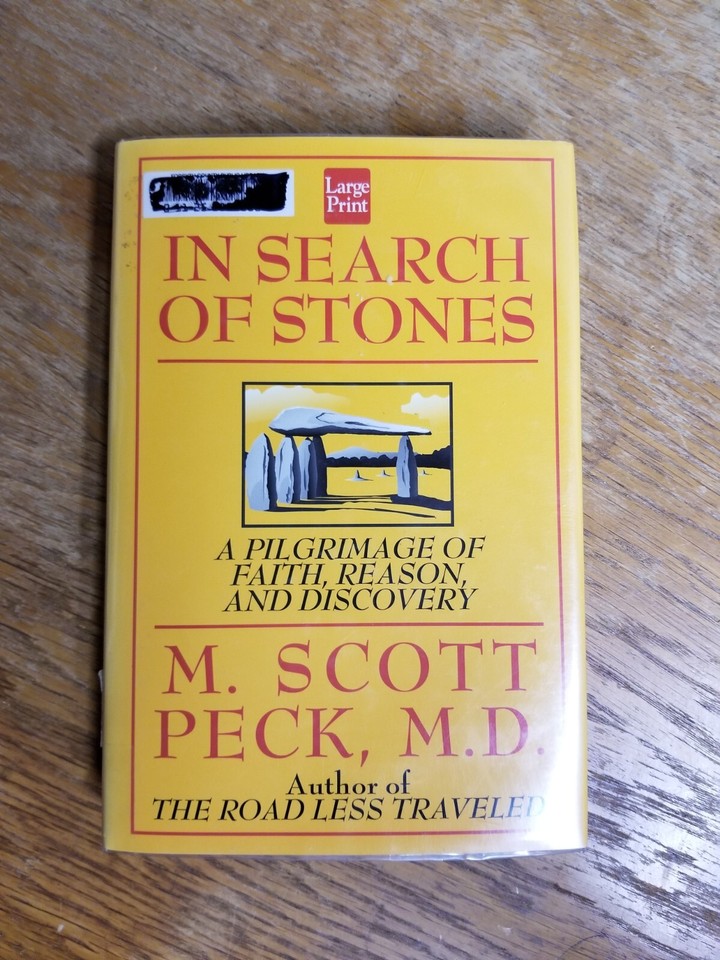 Large
Print
IN SEARCH
OF STONES
A PILGRIMAGE OF
FAITH, REASON,
AND DISCOVERY
M. SCOTT
PECK, M.D.
Author of
THE ROAD LESS TRAVELED